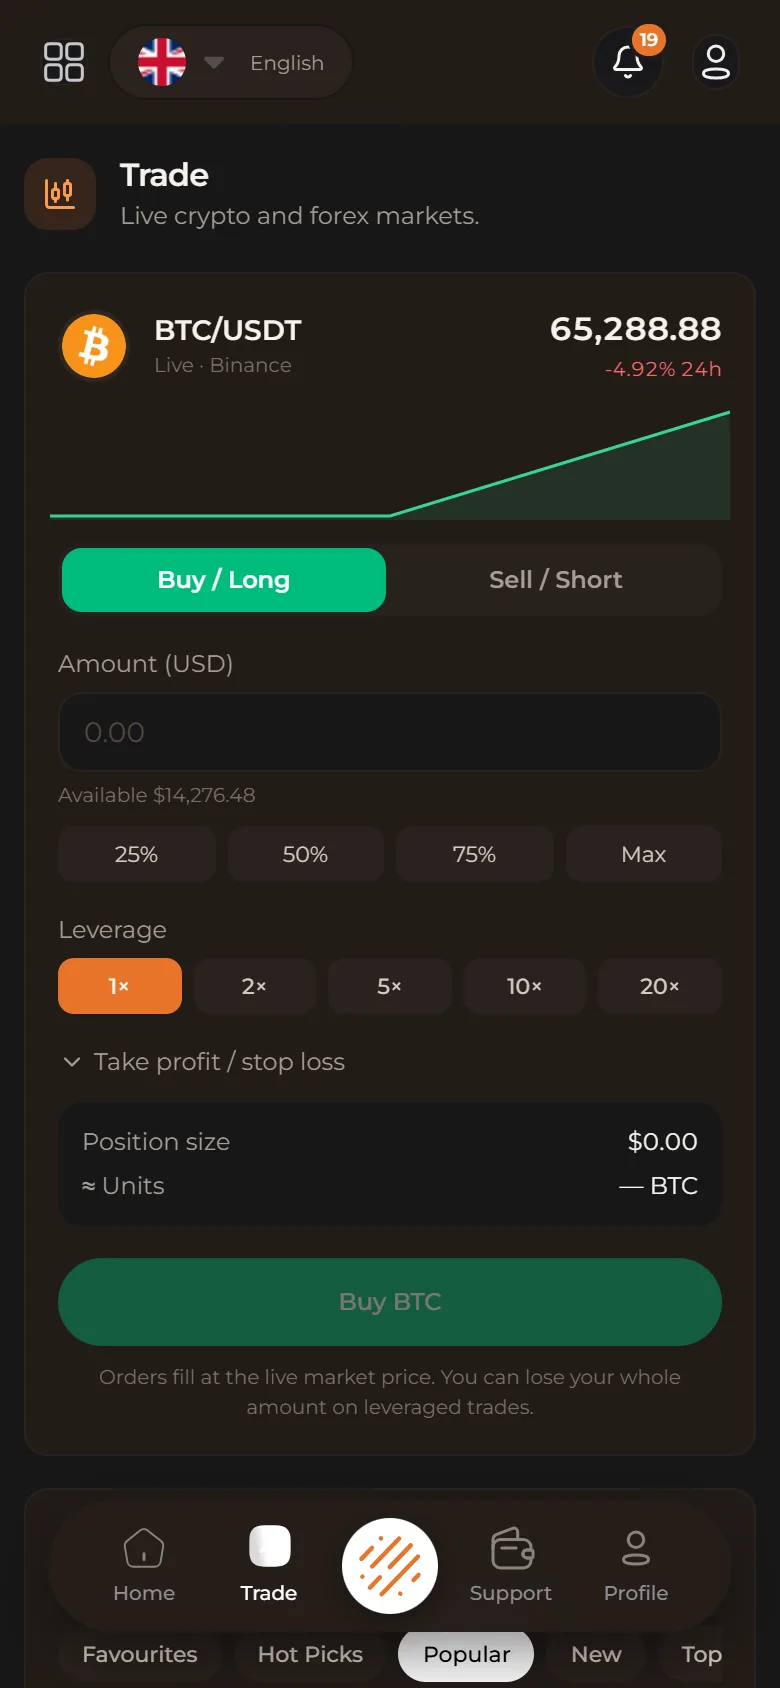 English
19
Trade
Live crypto and forex markets.
BTC/USDT
65,288.88
Live · Binance
-4.92% 24h
Buy / Long
Sell / Short
Amount (USD)
0.00
Available $14,276.48
25%
50%
75%
Max
Leverage
1×
2×
5×
10×
20×
Take profit / stop loss
Position size
$0.00
≈ Units
— BTC
Buy BTC
Orders fill at the live market price. You can lose your whole
amount on leveraged trades.
Home
Trade
Support
Profile
Favourites
Hot Picks
Popular
New
Top